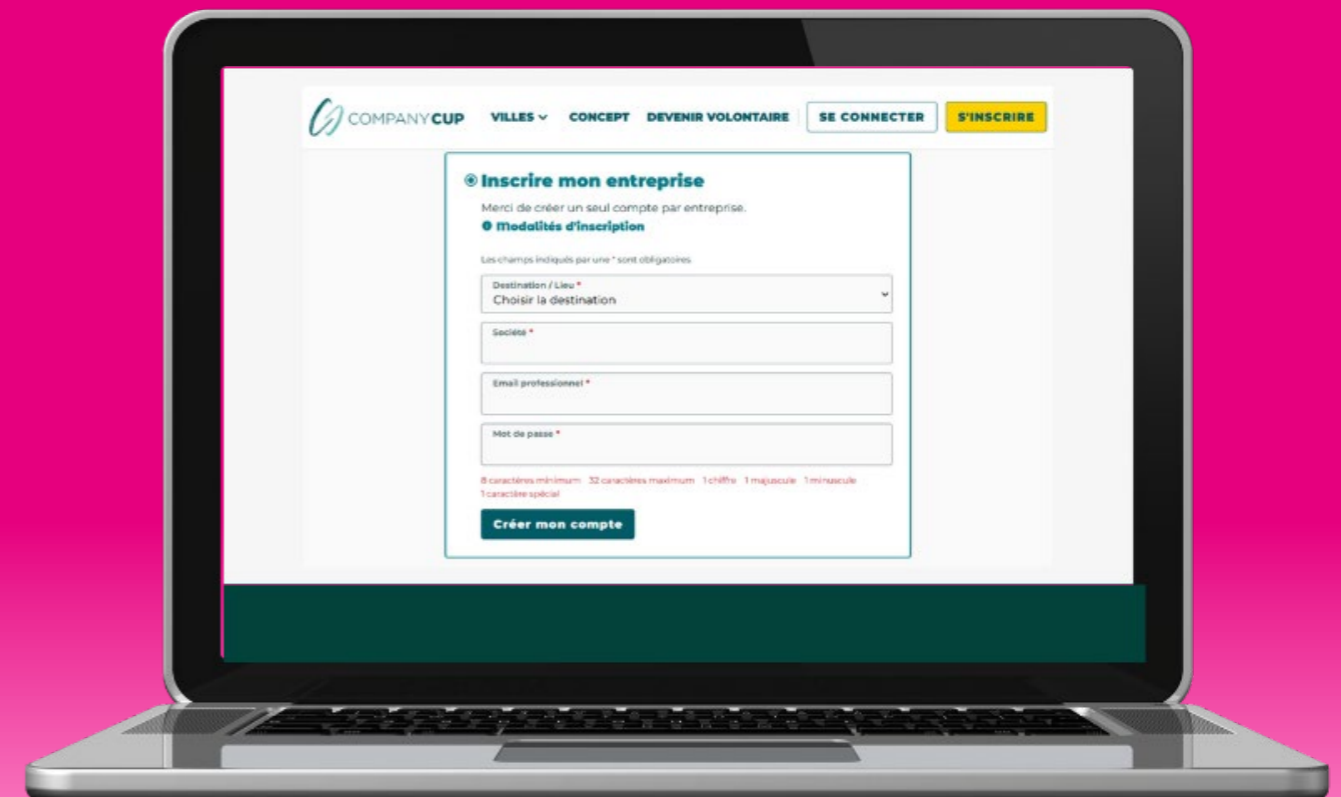 COMPANYCUP VILLES CONCEPT DEVENIR VOLONTAIRE SE CONNECTER S'INSCRIRE
Inscrire mon entreprise
Merci de créer un seul compte par entreprise.
Modalités d'inscription
Les champs indiqués par une * sont obligatoires
Destination / Lieu *
Choisir la destination
Société *
Email professionnel *
Mot de passe *
8 caractères minimum 32 caractères maximum 1 chiffre 1 majuscule 1 minuscule
1 caractère spécial
Créer mon compte